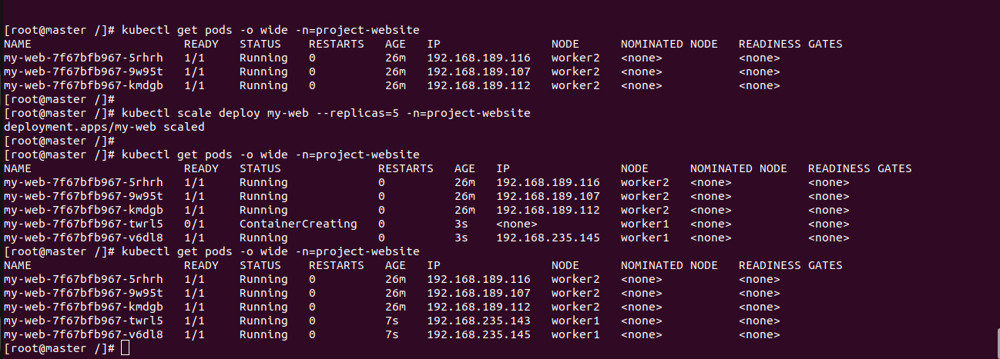 [root@master /]# kubectl get pods -o wide -n=project-website
NAME                      READY   STATUS    RESTARTS   AGE   IP                NODE      NOMINATED NODE   READINESS GATES
my-web-7f67bfb967-5rhrh   1/1     Running   0          26m   192.168.189.116   worker2   <none>           <none>
my-web-7f67bfb967-9w95t   1/1     Running   0          26m   192.168.189.107   worker2   <none>           <none>
my-web-7f67bfb967-kmdgb   1/1     Running   0          26m   192.168.189.112   worker2   <none>           <none>
[root@master /]#
[root@master /]# kubectl scale deploy my-web --replicas=5 -n=project-website
deployment.apps/my-web scaled
[root@master /]#
[root@master /]# kubectl get pods -o wide -n=project-website
NAME                      READY   STATUS              RESTARTS   AGE   IP                NODE      NOMINATED NODE   READINESS GATES
my-web-7f67bfb967-5rhrh   1/1     Running             0          26m   192.168.189.116   worker2   <none>           <none>
my-web-7f67bfb967-9w95t   1/1     Running             0          26m   192.168.189.107   worker2   <none>           <none>
my-web-7f67bfb967-kmdgb   1/1     Running             0          26m   192.168.189.112   worker2   <none>           <none>
my-web-7f67bfb967-twrl5   0/1     ContainerCreating   0          3s    <none>            worker1   <none>           <none>
my-web-7f67bfb967-v6dl8   1/1     Running             0          3s    192.168.235.145   worker1   <none>           <none>
[root@master /]# kubectl get pods -o wide -n=project-website
NAME                      READY   STATUS    RESTARTS   AGE   IP                NODE      NOMINATED NODE   READINESS GATES
my-web-7f67bfb967-5rhrh   1/1     Running   0          26m   192.168.189.116   worker2   <none>           <none>
my-web-7f67bfb967-9w95t   1/1     Running   0          26m   192.168.189.107   worker2   <none>           <none>
my-web-7f67bfb967-kmdgb   1/1     Running   0          26m   192.168.189.112   worker2   <none>           <none>
my-web-7f67bfb967-twrl5   1/1     Running   0          7s    192.168.235.143   worker1   <none>           <none>
my-web-7f67bfb967-v6dl8   1/1     Running   0          7s    192.168.235.145   worker1   <none>           <none>
[root@master /]#